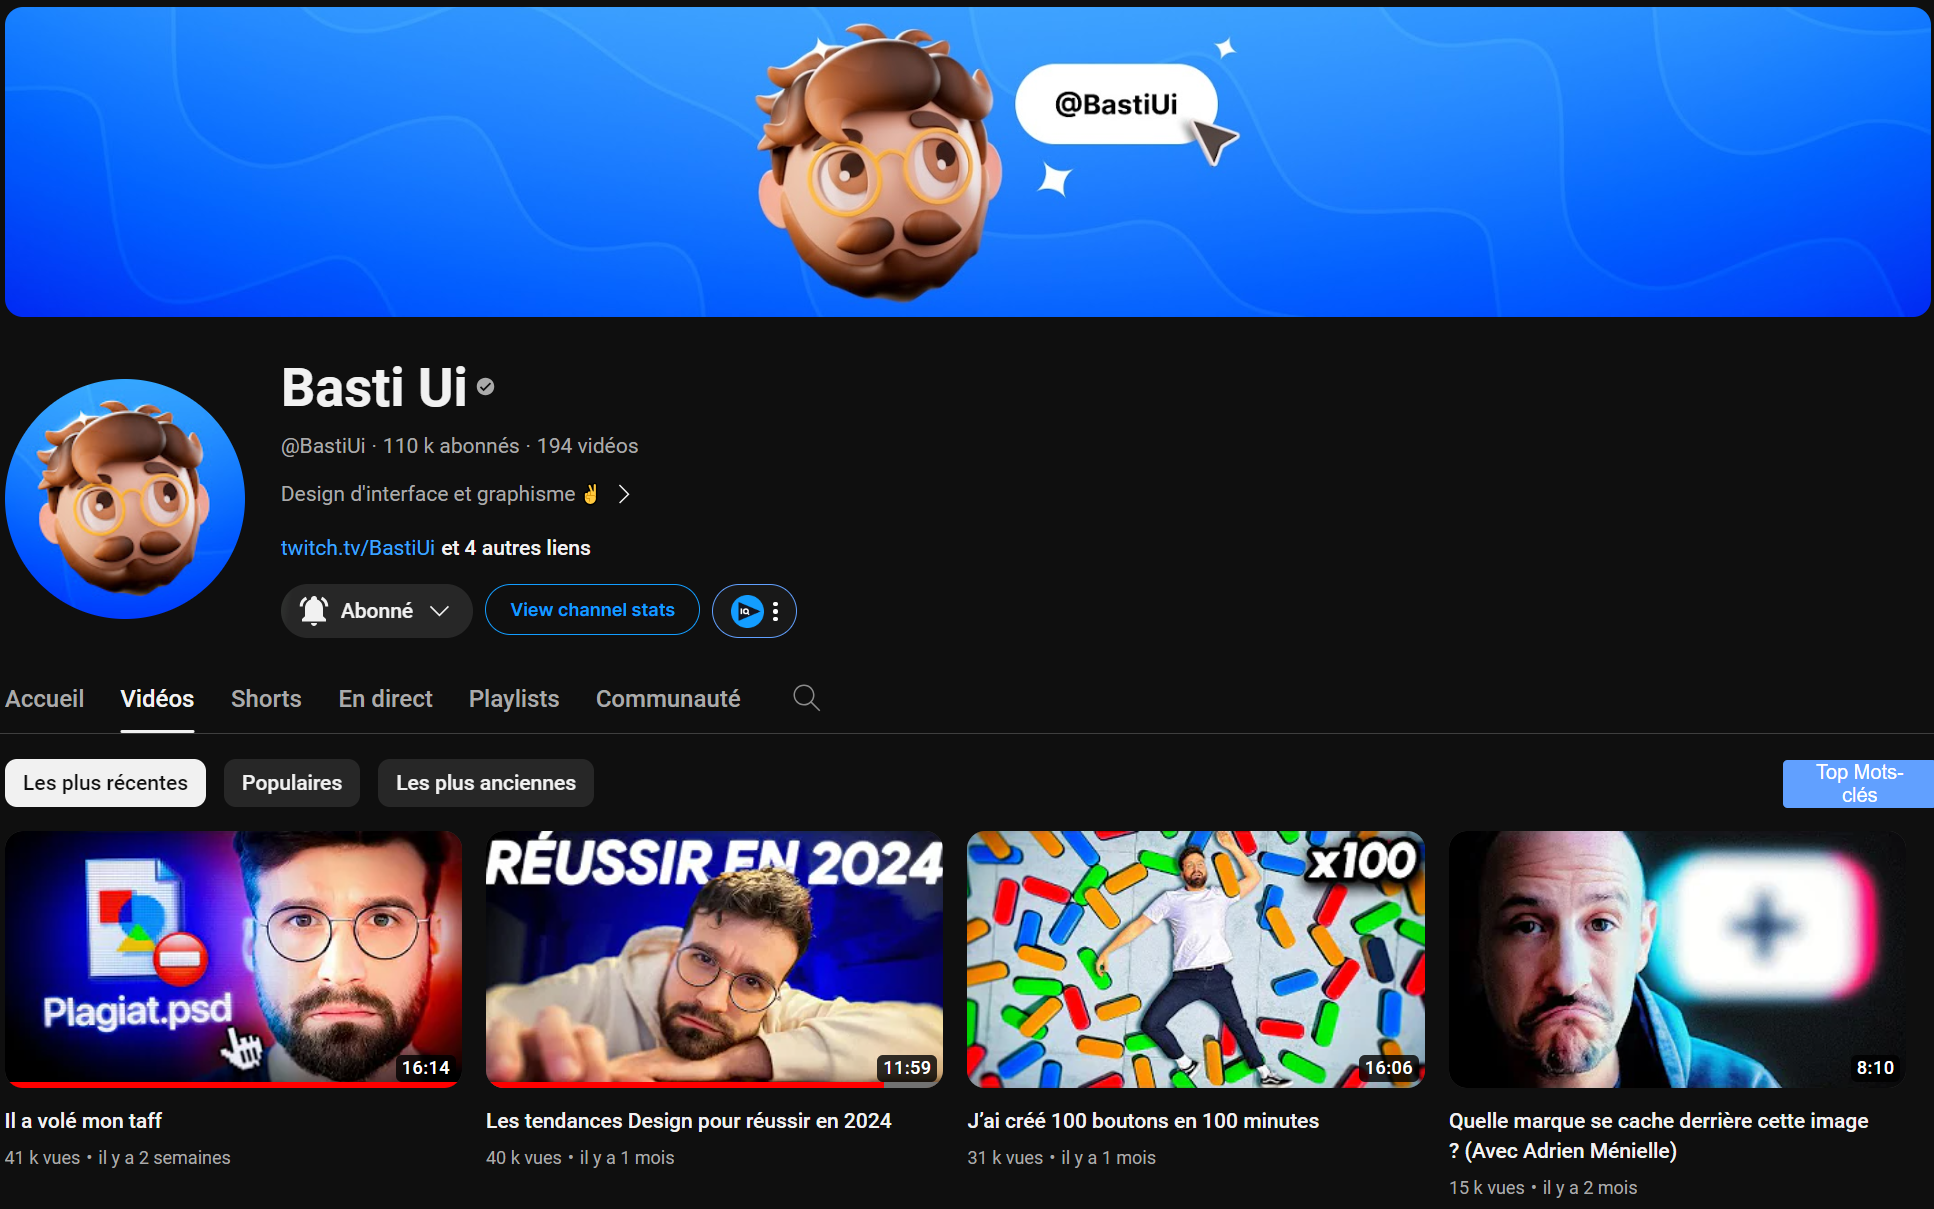 @BastiUi
Basti Ui
@BastiUi · 110 k abonnés · 194 vidéos
Design d'interface et graphisme ✌
twitch.tv/BastiUi et 4 autres liens
Abonné
View channel stats
IQ
Accueil
Vidéos
Shorts
En direct
Playlists
Communauté
Les plus récentes
Populaires
Les plus anciennes
Top Mots-
clés
Plagiat.psd
16:14
RÉUSSIR EN 2024
11:59
x100
16:06
8:10
Il a volé mon taff
41 k vues • il y a 2 semaines
Les tendances Design pour réussir en 2024
40 k vues • il y a 1 mois
J’ai créé 100 boutons en 100 minutes
31 k vues • il y a 1 mois
Quelle marque se cache derrière cette image
? (Avec Adrien Ménielle)
15 k vues • il y a 2 mois